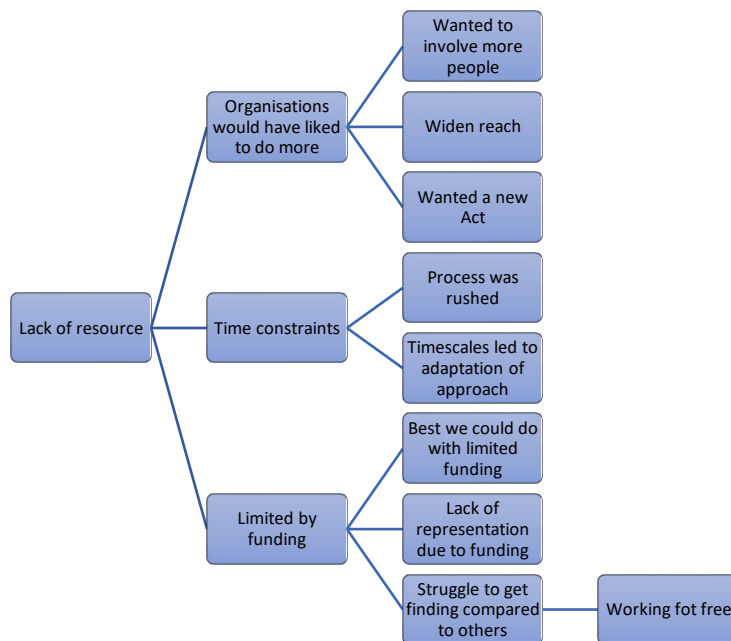 Lack of resource
Organisations
would have liked
to do more
Wanted to
involve more
people
Widen reach
Wanted a new
Act
Time constraints
Process was
rushed
Timescales led to
adaptation of
approach
Limited by
funding
Best we could do
with limited
funding
Lack of
representation
due to funding
Struggle to get
finding compared
to others
Working fot free